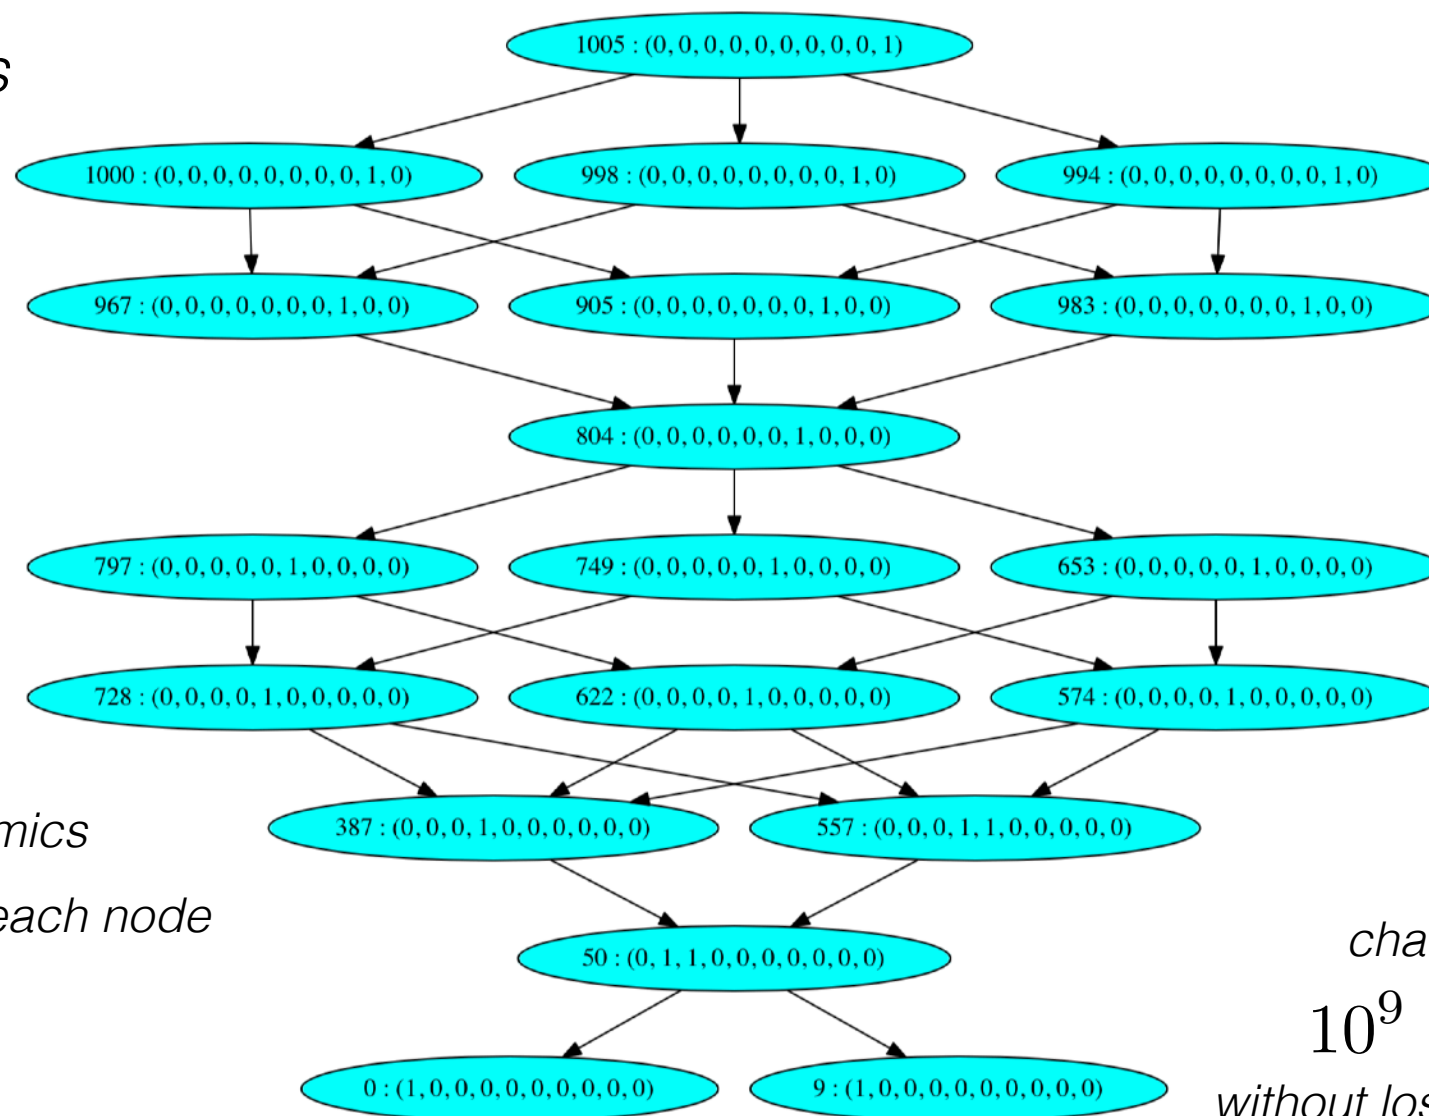 1005 : (0, 0, 0, 0, 0, 0, 0, 0, 0, 1)
1000 : (0, 0, 0, 0, 0, 0, 0, 0, 1, 0)
998 : (0, 0, 0, 0, 0, 0, 0, 0, 1, 0)
994 : (0, 0, 0, 0, 0, 0, 0, 0, 1, 0)
967 : (0, 0, 0, 0, 0, 0, 0, 1, 0, 0)
905 : (0, 0, 0, 0, 0, 0, 0, 1, 0, 0)
983 : (0, 0, 0, 0, 0, 0, 0, 1, 0, 0)
804 : (0, 0, 0, 0, 0, 0, 1, 0, 0, 0)
797 : (0, 0, 0, 0, 0, 1, 0, 0, 0, 0)
749 : (0, 0, 0, 0, 0, 1, 0, 0, 0, 0)
653 : (0, 0, 0, 0, 0, 1, 0, 0, 0, 0)
728 : (0, 0, 0, 0, 1, 0, 0, 0, 0, 0)
622 : (0, 0, 0, 0, 1, 0, 0, 0, 0, 0)
574 : (0, 0, 0, 0, 1, 0, 0, 0, 0, 0)
mics
387 : (0, 0, 0, 1, 0, 0, 0, 0, 0, 0)
557 : (0, 0, 0, 1, 1, 0, 0, 0, 0, 0)
each node
50 : (0, 1, 1, 0, 0, 0, 0, 0, 0, 0)
cha
10⁹
0 : (1, 0, 0, 0, 0, 0, 0, 0, 0, 0)
9 : (1, 0, 0, 0, 0, 0, 0, 0, 0, 0)
without los